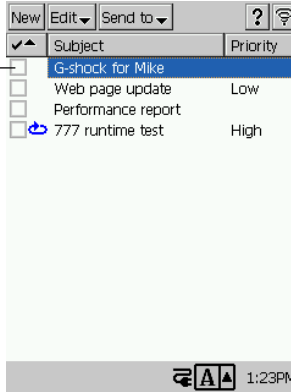 New Edit Send to ?
Subject Priority
G-shock for Mike
Web page update Low
Performance report
777 runtime test High
A 1:23PM